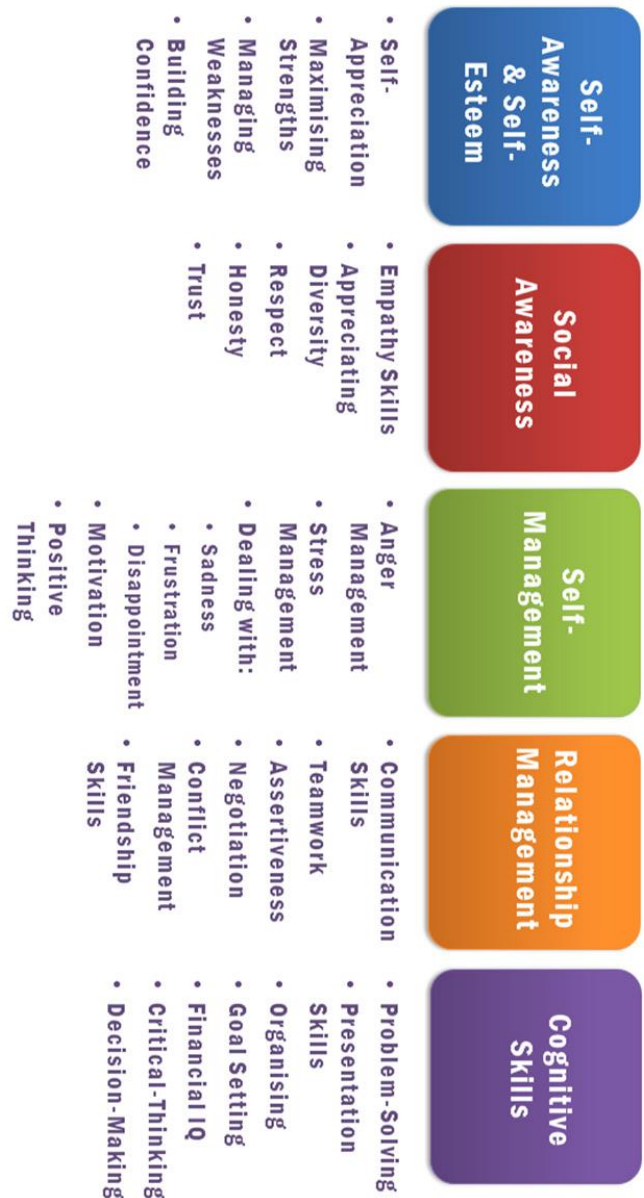 Self-
Awareness
& Self-
Esteem
• Self-
Appreciation
• Maximising
Strengths
• Managing
Weaknesses
• Building
Confidence
Social
Awareness
• Empathy Skills
• Appreciating
Diversity
• Respect
• Honesty
• Trust
Self-
Management
• Anger
Management
• Stress
Management
• Dealing with:
• Sadness
• Frustration
• Disappointment
• Motivation
• Positive
Thinking
Relationship
Management
• Communication
Skills
• Teamwork
• Assertiveness
• Negotiation
• Conflict
Management
• Friendship
Skills
Cognitive
Skills
• Problem-Solving
• Presentation
Skills
• Organising
• Goal Setting
• Financial IQ
• Critical-Thinking
• Decision-Making